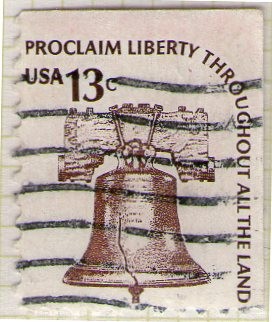 PROCLAIM LIBERTY THROUGHOUT ALL THE LAND
USA 13c